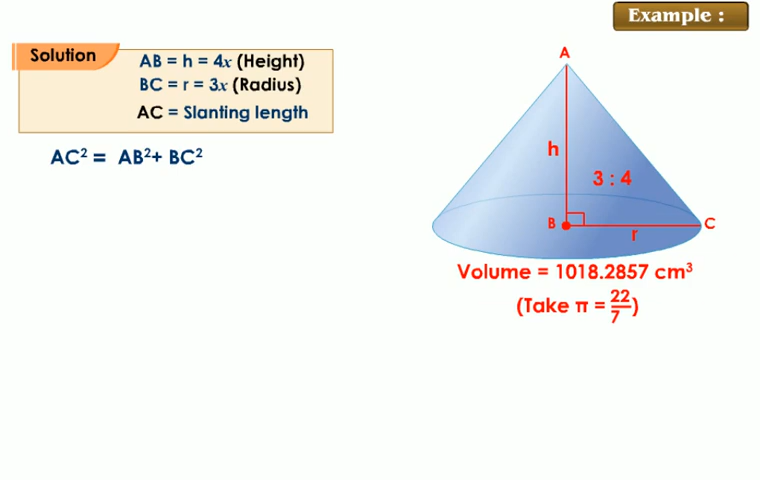 Example :
Solution
AB = h = 4x (Height)
BC = r = 3x (Radius)
AC = Slanting length
AC² = AB²+ BC²
A
h
3 : 4
B
C
r
Volume = 1018.2857 cm³
(Take π = 22/7)